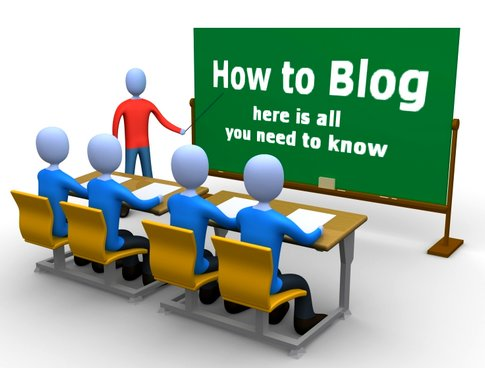 How to Blog
here is all
you need to know